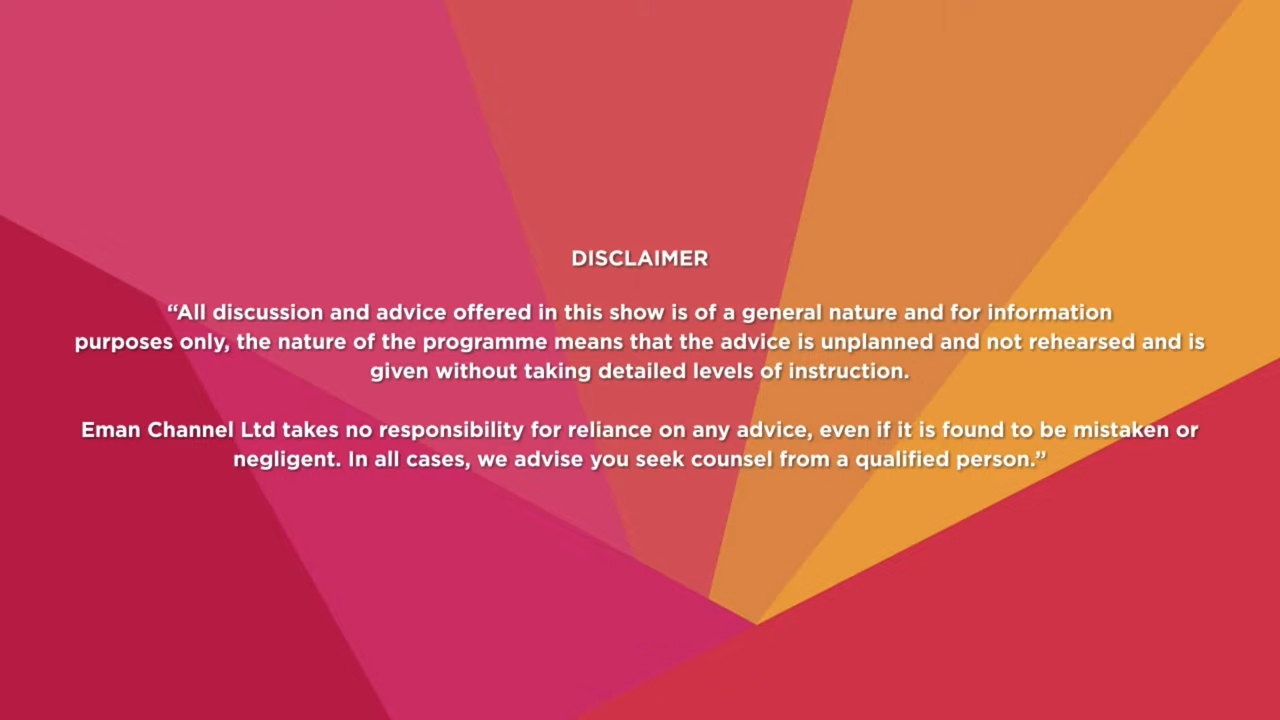 DISCLAIMER
“All discussion and advice offered in this show is of a general nature and for information
purposes only, the nature of the programme means that the advice is unplanned and not rehearsed and is
given without taking detailed levels of instruction.
Eman Channel Ltd takes no responsibility for reliance on any advice, even if it is found to be mistaken or
negligent. In all cases, we advise you seek counsel from a qualified person.”